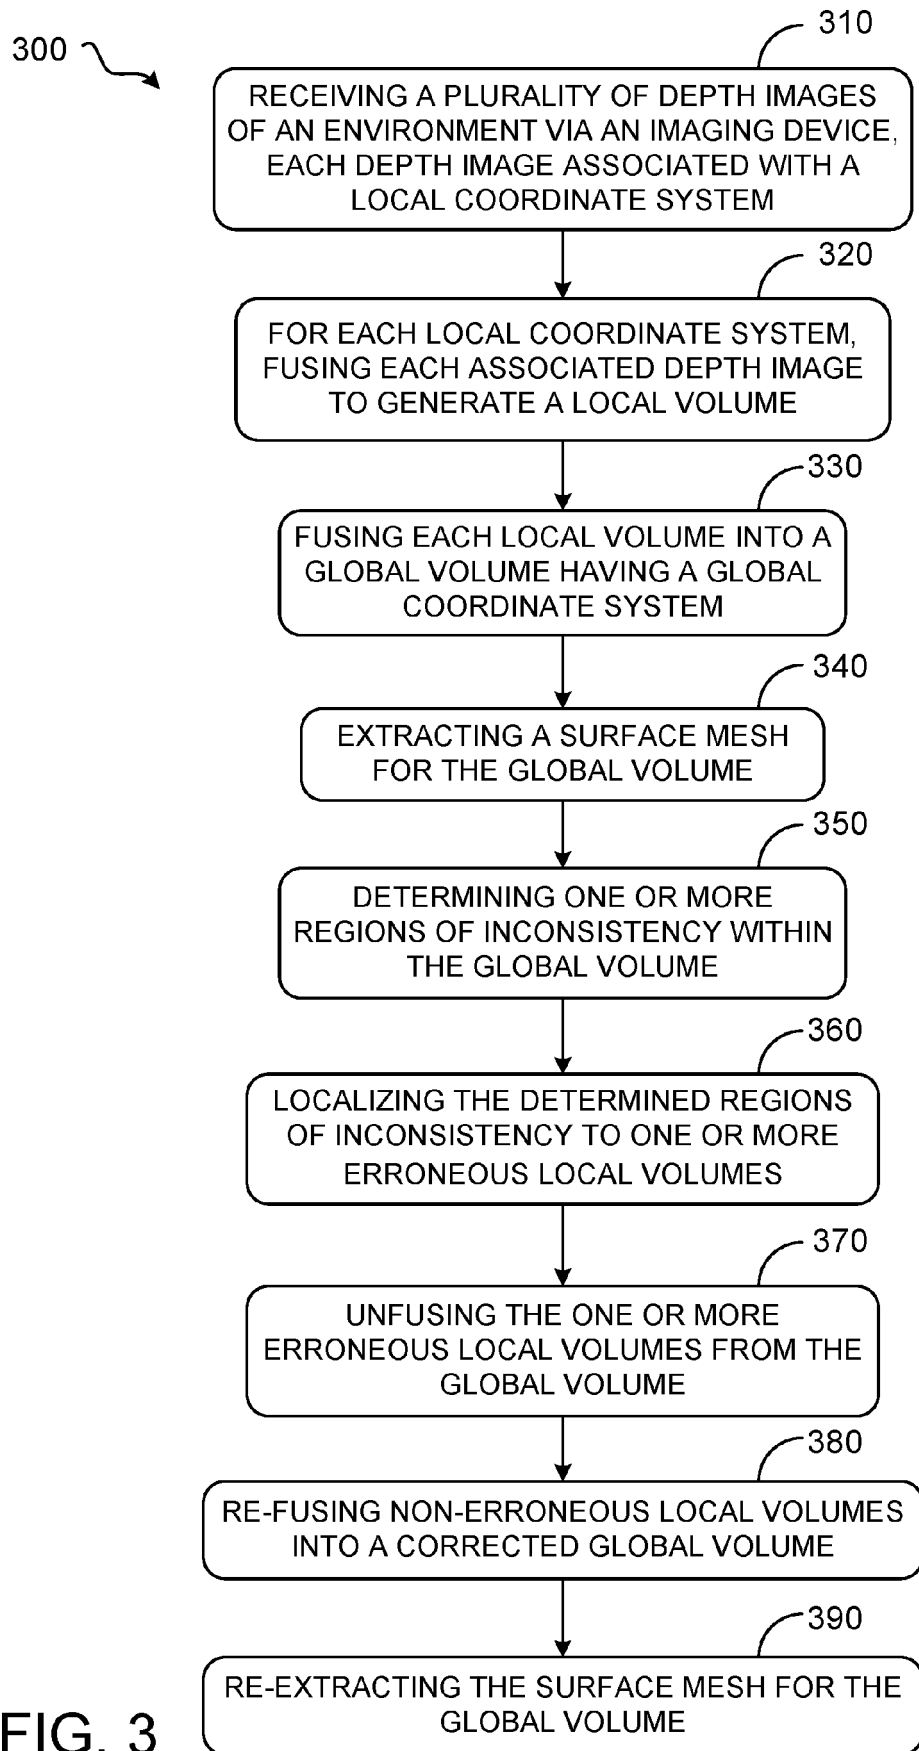 300
310
RECEIVING A PLURALITY OF DEPTH IMAGES
OF AN ENVIRONMENT VIA AN IMAGING DEVICE,
EACH DEPTH IMAGE ASSOCIATED WITH A
LOCAL COORDINATE SYSTEM
320
FOR EACH LOCAL COORDINATE SYSTEM,
FUSING EACH ASSOCIATED DEPTH IMAGE
TO GENERATE A LOCAL VOLUME
330
FUSING EACH LOCAL VOLUME INTO A
GLOBAL VOLUME HAVING A GLOBAL
COORDINATE SYSTEM
340
EXTRACTING A SURFACE MESH
FOR THE GLOBAL VOLUME
350
DETERMINING ONE OR MORE
REGIONS OF INCONSISTENCY WITHIN
THE GLOBAL VOLUME
360
LOCALIZING THE DETERMINED REGIONS
OF INCONSISTENCY TO ONE OR MORE
ERRONEOUS LOCAL VOLUMES
370
UNFUSING THE ONE OR MORE
ERRONEOUS LOCAL VOLUMES FROM THE
GLOBAL VOLUME
380
RE-FUSING NON-ERRONEOUS LOCAL VOLUMES
INTO A CORRECTED GLOBAL VOLUME
390
RE-EXTRACTING THE SURFACE MESH FOR THE
GLOBAL VOLUME
FIG. 3